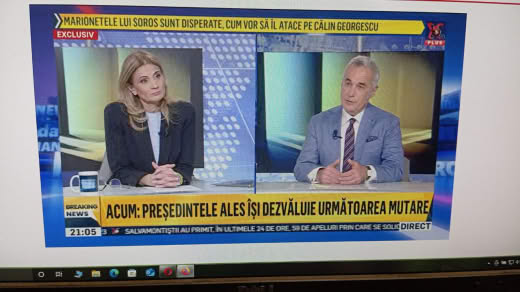 MARIONETELE LUI SOROS SUNT DISPERATE, CUM VOR SĂ ÎL ATACE PE CĂLIN GEORGESCU
EXCLUSIV
PLUS
BREAKING
NEWS
ACUM: PREȘEDINTELE ALES ÎȘI DEZVĂLUIE URMĂTOAREA MUTARE
21:05
SALVAMONTIȘTII AU PRIMIT, ÎN ULTIMELE 24 DE ORE, 59 DE APELURI PRIN CARE SE SOLI
DIRECT